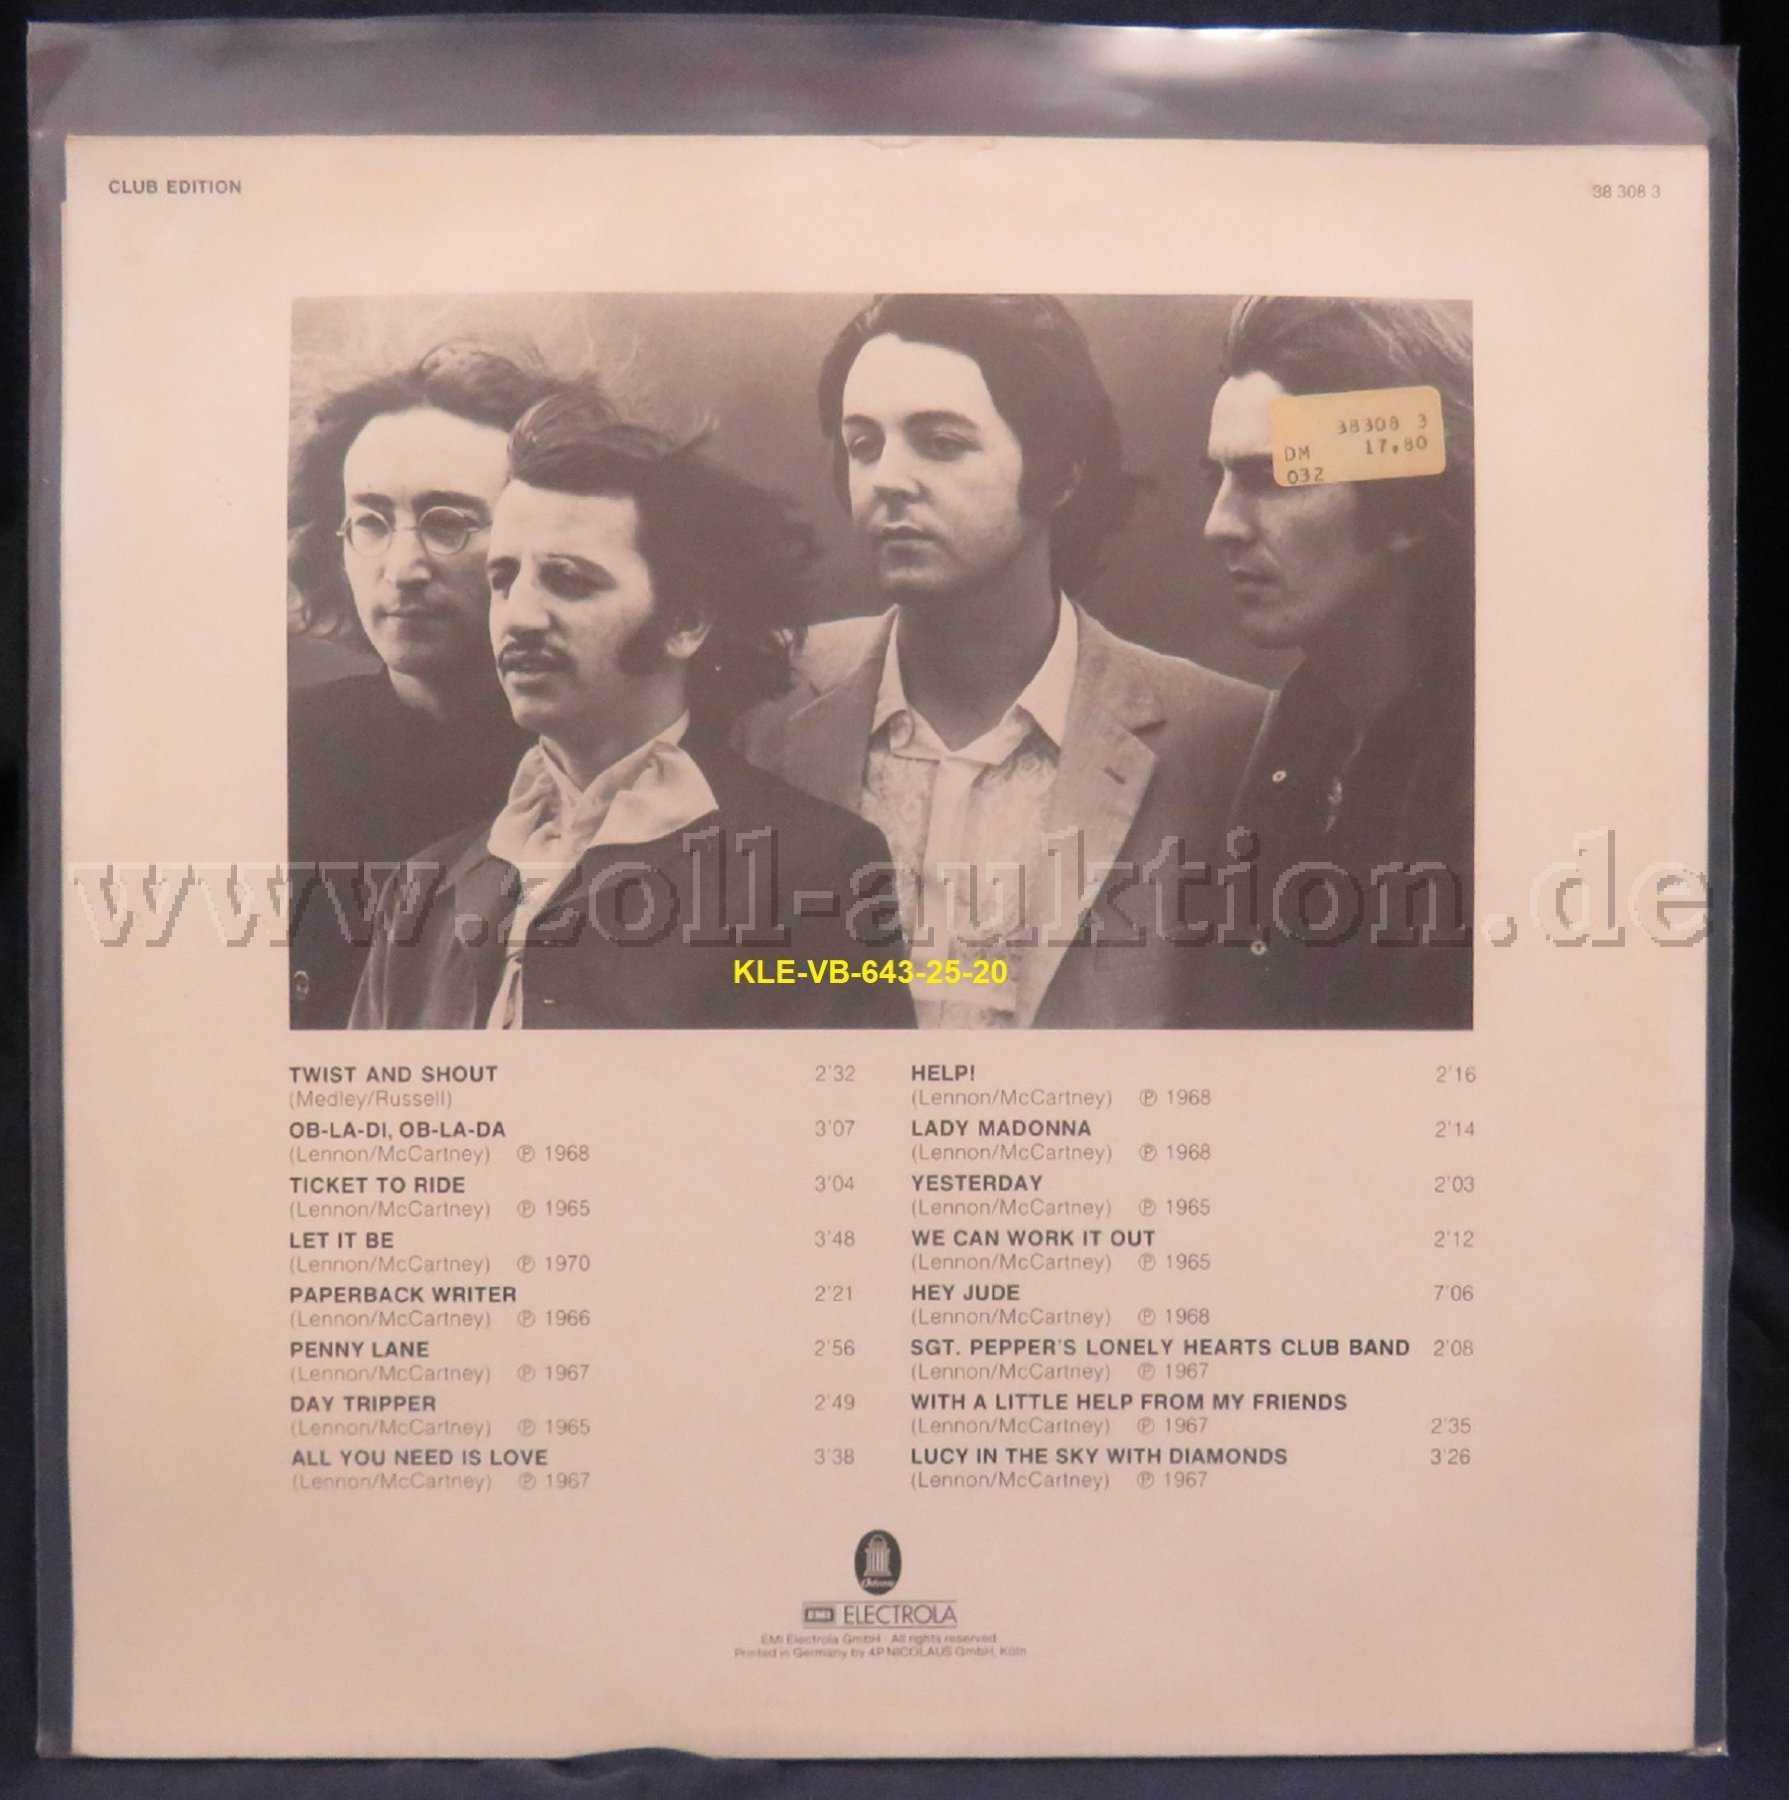 CLUB EDITION
38 308 3
38308 3
DM 17,80
032
www.zoll-auktion.de
KLE-VB-643-25-20
TWIST AND SHOUT 2'32
(Medley/Russell)
OB-LA-DI, OB-LA-DA 3'07
(Lennon/McCartney) ℗ 1968
TICKET TO RIDE 3'04
(Lennon/McCartney) ℗ 1965
LET IT BE 3'48
(Lennon/McCartney) ℗ 1970
PAPERBACK WRITER 2'21
(Lennon/McCartney) ℗ 1966
PENNY LANE 2'56
(Lennon/McCartney) ℗ 1967
DAY TRIPPER 2'49
(Lennon/McCartney) ℗ 1965
ALL YOU NEED IS LOVE 3'38
(Lennon/McCartney) ℗ 1967
HELP! 2'16
(Lennon/McCartney) ℗ 1968
LADY MADONNA 2'14
(Lennon/McCartney) ℗ 1968
YESTERDAY 2'03
(Lennon/McCartney) ℗ 1965
WE CAN WORK IT OUT 2'12
(Lennon/McCartney) ℗ 1965
HEY JUDE 7'06
(Lennon/McCartney) ℗ 1968
SGT. PEPPER'S LONELY HEARTS CLUB BAND 2'08
(Lennon/McCartney) ℗ 1967
WITH A LITTLE HELP FROM MY FRIENDS
(Lennon/McCartney) ℗ 1967 2'35
LUCY IN THE SKY WITH DIAMONDS 3'26
(Lennon/McCartney) ℗ 1967
Odeon
EMI ELECTROLA
EMI Electrola GmbH · All rights reserved
Printed in Germany by 4P NICOLAUS GmbH, Köln